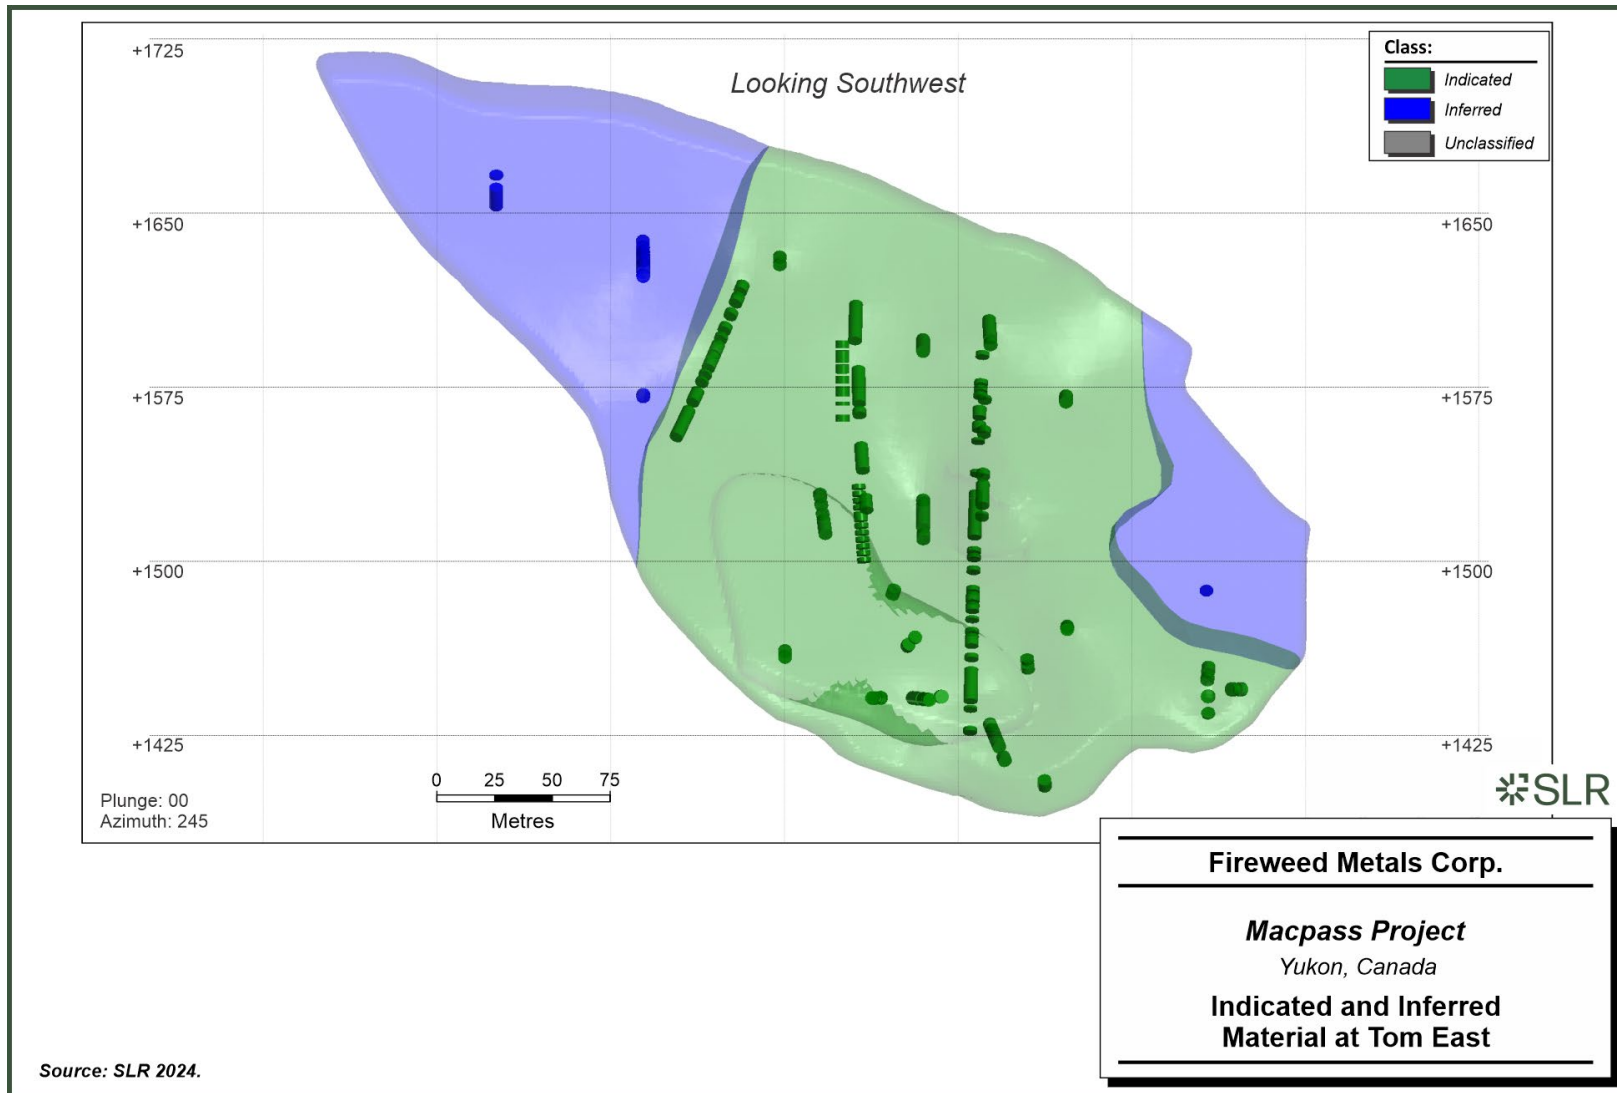 +1725
Looking Southwest
Class:
Indicated
Inferred
Unclassified
+1650
+1650
+1575
+1575
+1500
+1500
+1425
+1425
Plunge: 00
Azimuth: 245
0 25 50 75
Metres
SLR
Fireweed Metals Corp.
Macpass Project
Yukon, Canada
Indicated and Inferred
Material at Tom East
Source: SLR 2024.